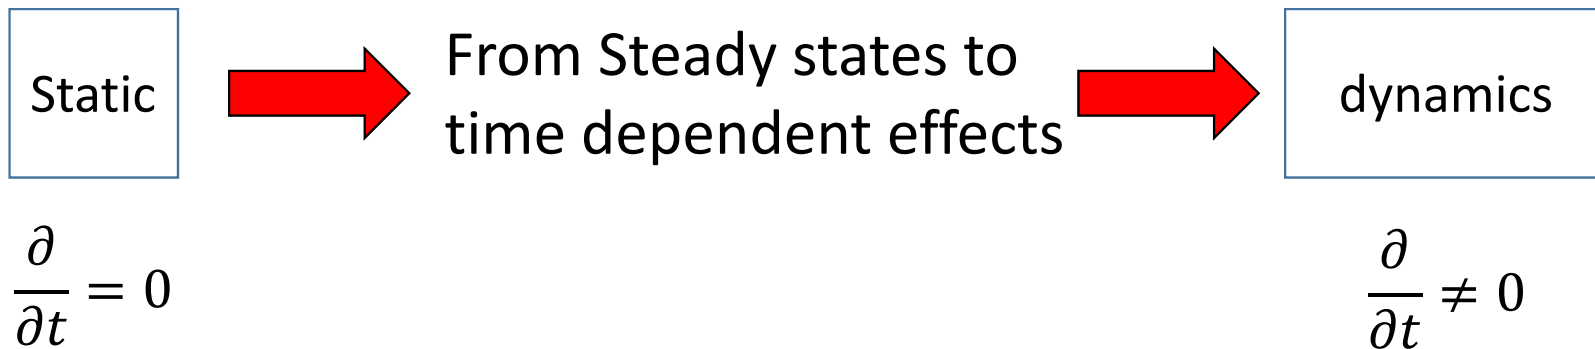 Static
From Steady states to
time dependent effects
dynamics
∂/∂t = 0
∂/∂t ≠ 0